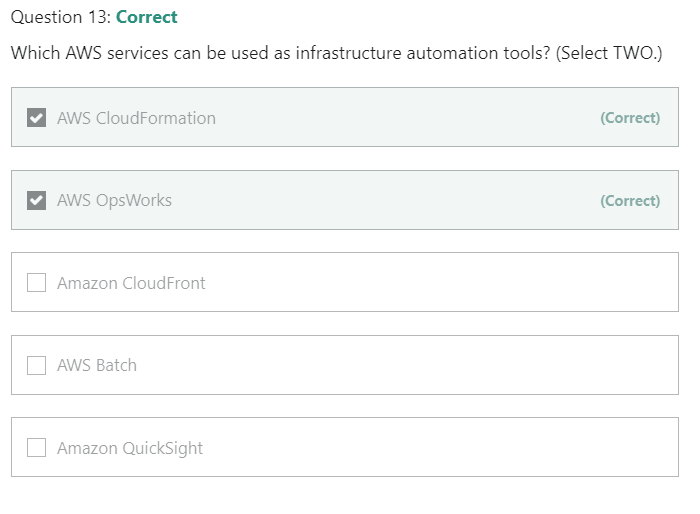 Question 13: Correct
Which AWS services can be used as infrastructure automation tools? (Select TWO.)
AWS CloudFormation (Correct)
AWS OpsWorks (Correct)
Amazon CloudFront
AWS Batch
Amazon QuickSight